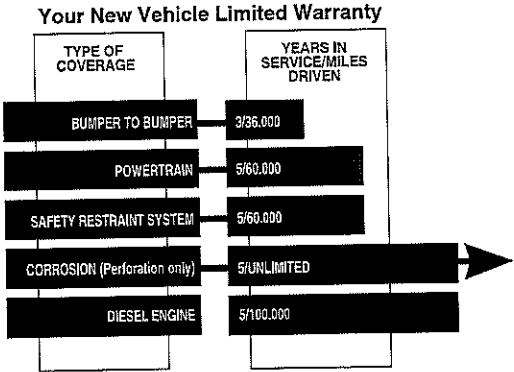 Your New Vehicle Limited Warranty
TYPE OF
COVERAGE
YEARS IN
SERVICE/MILES
DRIVEN
BUMPER TO BUMPER
3/36.000
POWERTRAIN
5/60.000
SAFETY RESTRAINT SYSTEM
5/60.000
CORROSION (Perforation only)
5/UNLIMITED
DIESEL ENGINE
5/100.000